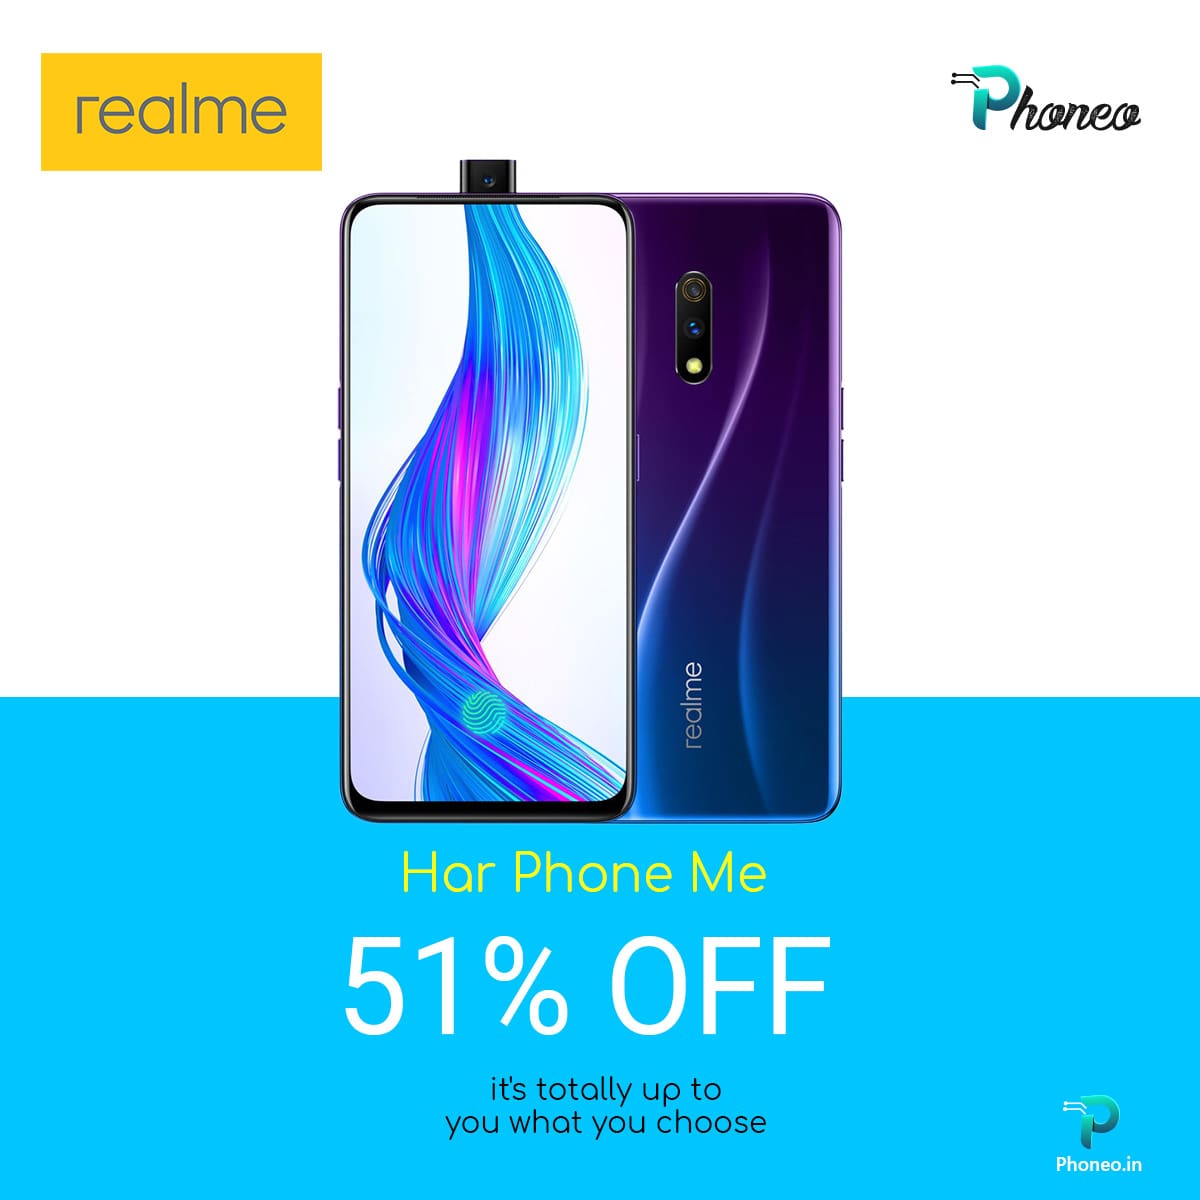 realme
Phoneo
realme
Har Phone Me
51% OFF
it's totally up to
you what you choose
Phoneo.in